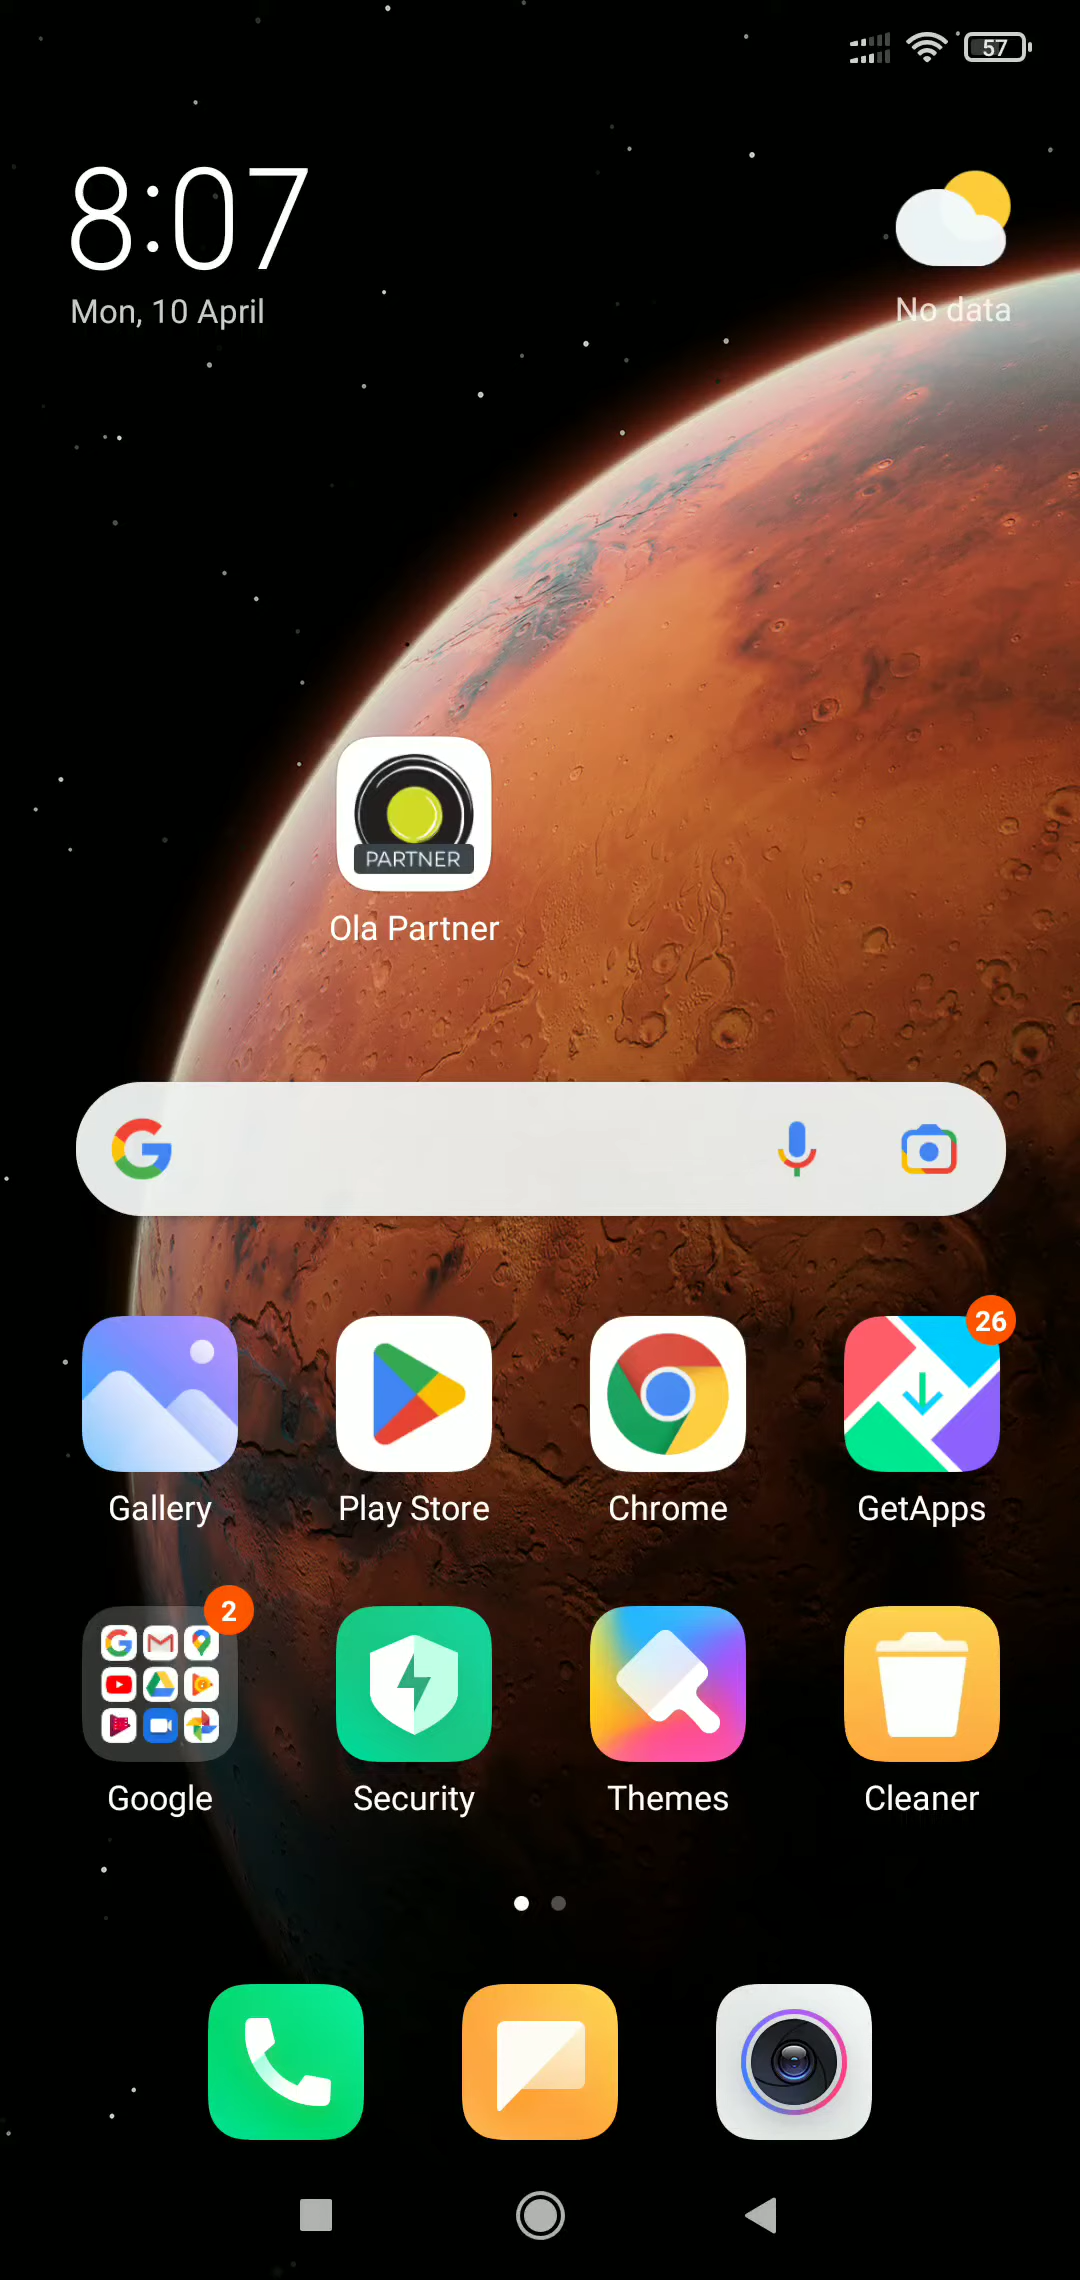 57
8:07
Mon, 10 April
No data
PARTNER
Ola Partner
Gallery
Play Store
Chrome
26
GetApps
2
Google
Security
Themes
Cleaner